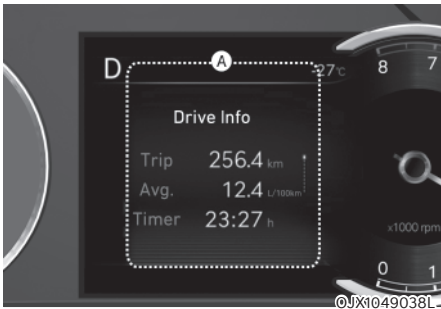 D
A
-27℃
Drive Info
Trip 256.4 km
Avg. 12.4 L/100km
Timer 23:27 h
8 7
x1000 rpm
0 1
OJX1049038L